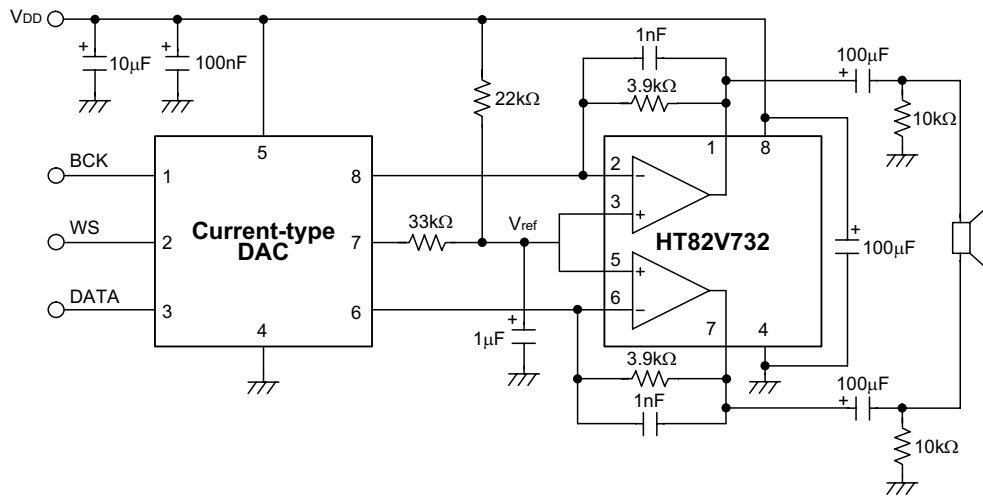 VDD
10μF
100nF
22kΩ
1nF
3.9kΩ
100μF
10kΩ
5
1
8
BCK
1
8
2
3
WS
2
Current-type
DAC
7
33kΩ
Vref
HT82V732
100μF
5
DATA
3
6
6
7
4
1μF
4
3.9kΩ
1nF
100μF
10kΩ